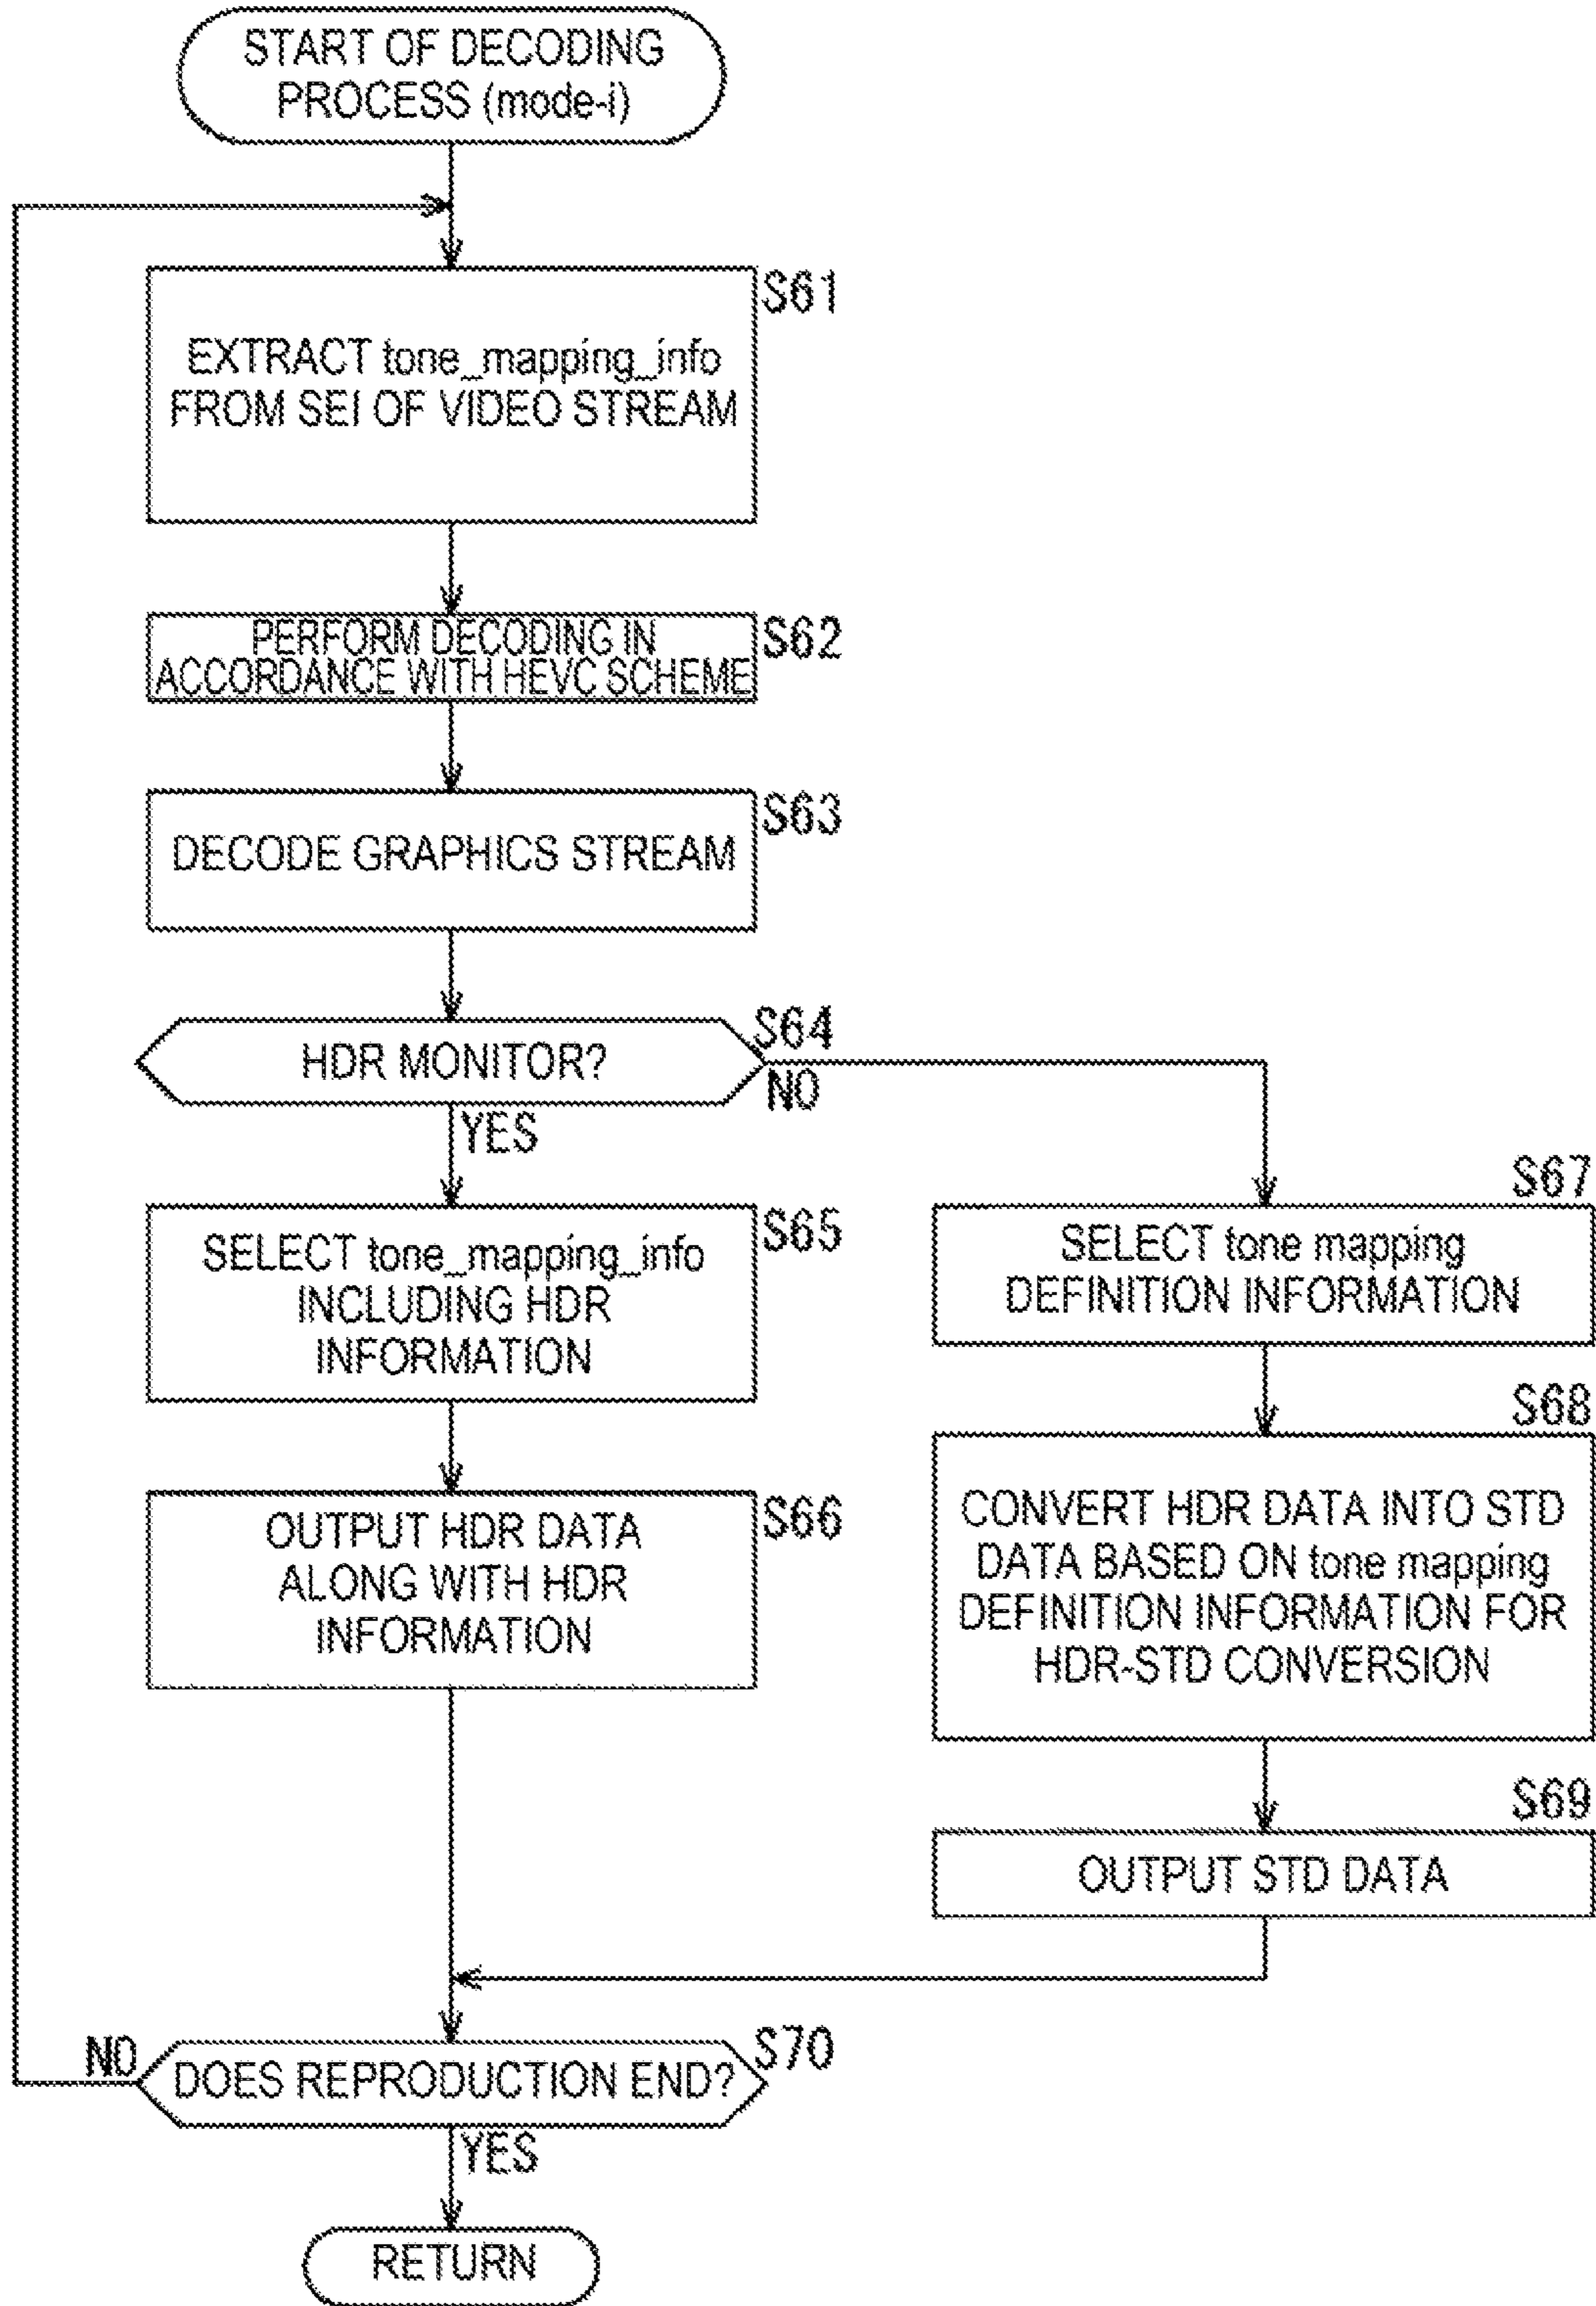 START OF DECODING
PROCESS (mode-i)
S61
EXTRACT tone_mapping_info
FROM SEI OF VIDEO STREAM
S62
PERFORM DECODING IN
ACCORDANCE WITH HEVC SCHEME
S63
DECODE GRAPHICS STREAM
S64
HDR MONITOR?
NO
YES
S65
SELECT tone_mapping_info
INCLUDING HDR
INFORMATION
S66
OUTPUT HDR DATA
ALONG WITH HDR
INFORMATION
S67
SELECT tone mapping
DEFINITION INFORMATION
S68
CONVERT HDR DATA INTO STD
DATA BASED ON tone mapping
DEFINITION INFORMATION FOR
HDR-STD CONVERSION
S69
OUTPUT STD DATA
S70
NO
DOES REPRODUCTION END?
YES
RETURN